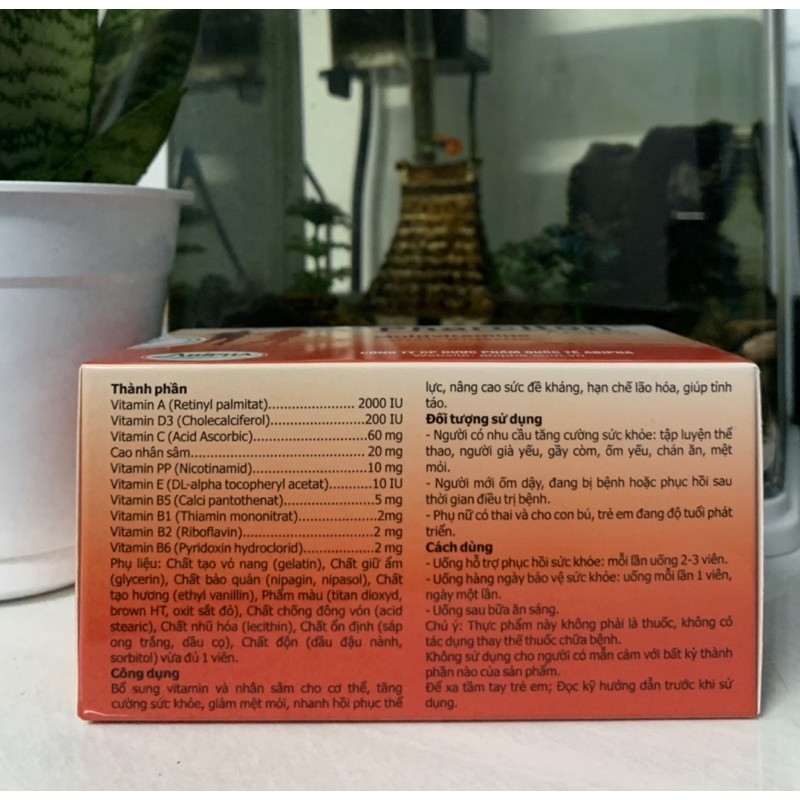 Pharctton
Multivitamins
ABIPHA
CÔNG TY CP DƯỢC PHẨM QUỐC TẾ ABIPHA
Website: abipha.com.vn
Thành phần
Vitamin A (Retinyl palmitat)........................ 2000 IU
Vitamin D3 (Cholecalciferol)..........................200 IU
Vitamin C (Acid Ascorbic)...............................60 mg
Cao nhân sâm................................................ 20 mg
Vitamin PP (Nicotinamid)...............................10 mg
Vitamin E (DL-alpha tocopheryl acetat)...........10 IU
Vitamin B5 (Calci pantothenat).........................5 mg
Vitamin B1 (Thiamin mononitrat)......................2mg
Vitamin B2 (Riboflavin)................................... 2 mg
Vitamin B6 (Pyridoxin hydroclorid)....................2 mg
Phụ liệu: Chất tạo vỏ nang (gelatin), Chất giữ ẩm
(glycerin), Chất bảo quản (nipagin, nipasol), Chất
tạo hương (ethyl vanillin), Phẩm màu (titan dioxyd,
brown HT, oxit sắt đỏ), Chất chống đông vón (acid
stearic), Chất nhũ hóa (lecithin), Chất ổn định (sáp
ong trắng, dầu cọ), Chất độn (dầu đậu nành,
sorbitol) vừa đủ 1 viên.
Công dụng
Bổ sung vitamin và nhân sâm cho cơ thể, tăng
cường sức khỏe, giảm mệt mỏi, nhanh hồi phục thể
lực, nâng cao sức đề kháng, hạn chế lão hóa, giúp tỉnh
táo.
Đối tượng sử dụng
- Người có nhu cầu tăng cường sức khỏe: tập luyện thể
thao, người già yếu, gầy còm, ốm yếu, chán ăn, mệt
mỏi.
- Người mới ốm dậy, đang bị bệnh hoặc phục hồi sau
thời gian điều trị bệnh.
- Phụ nữ có thai và cho con bú, trẻ em đang độ tuổi phát
triển.
Cách dùng
- Uống hỗ trợ phục hồi sức khỏe: mỗi lần uống 2-3 viên.
- Uống hàng ngày bảo vệ sức khỏe: uống mỗi lần 1 viên,
ngày một lần.
- Uống sau bữa ăn sáng.
Chú ý: Thực phẩm này không phải là thuốc, không có
tác dụng thay thế thuốc chữa bệnh.
Không sử dụng cho người có mẫn cảm với bất kỳ thành
phần nào của sản phẩm.
Để xa tầm tay trẻ em; Đọc kỹ hướng dẫn trước khi sử
dụng.